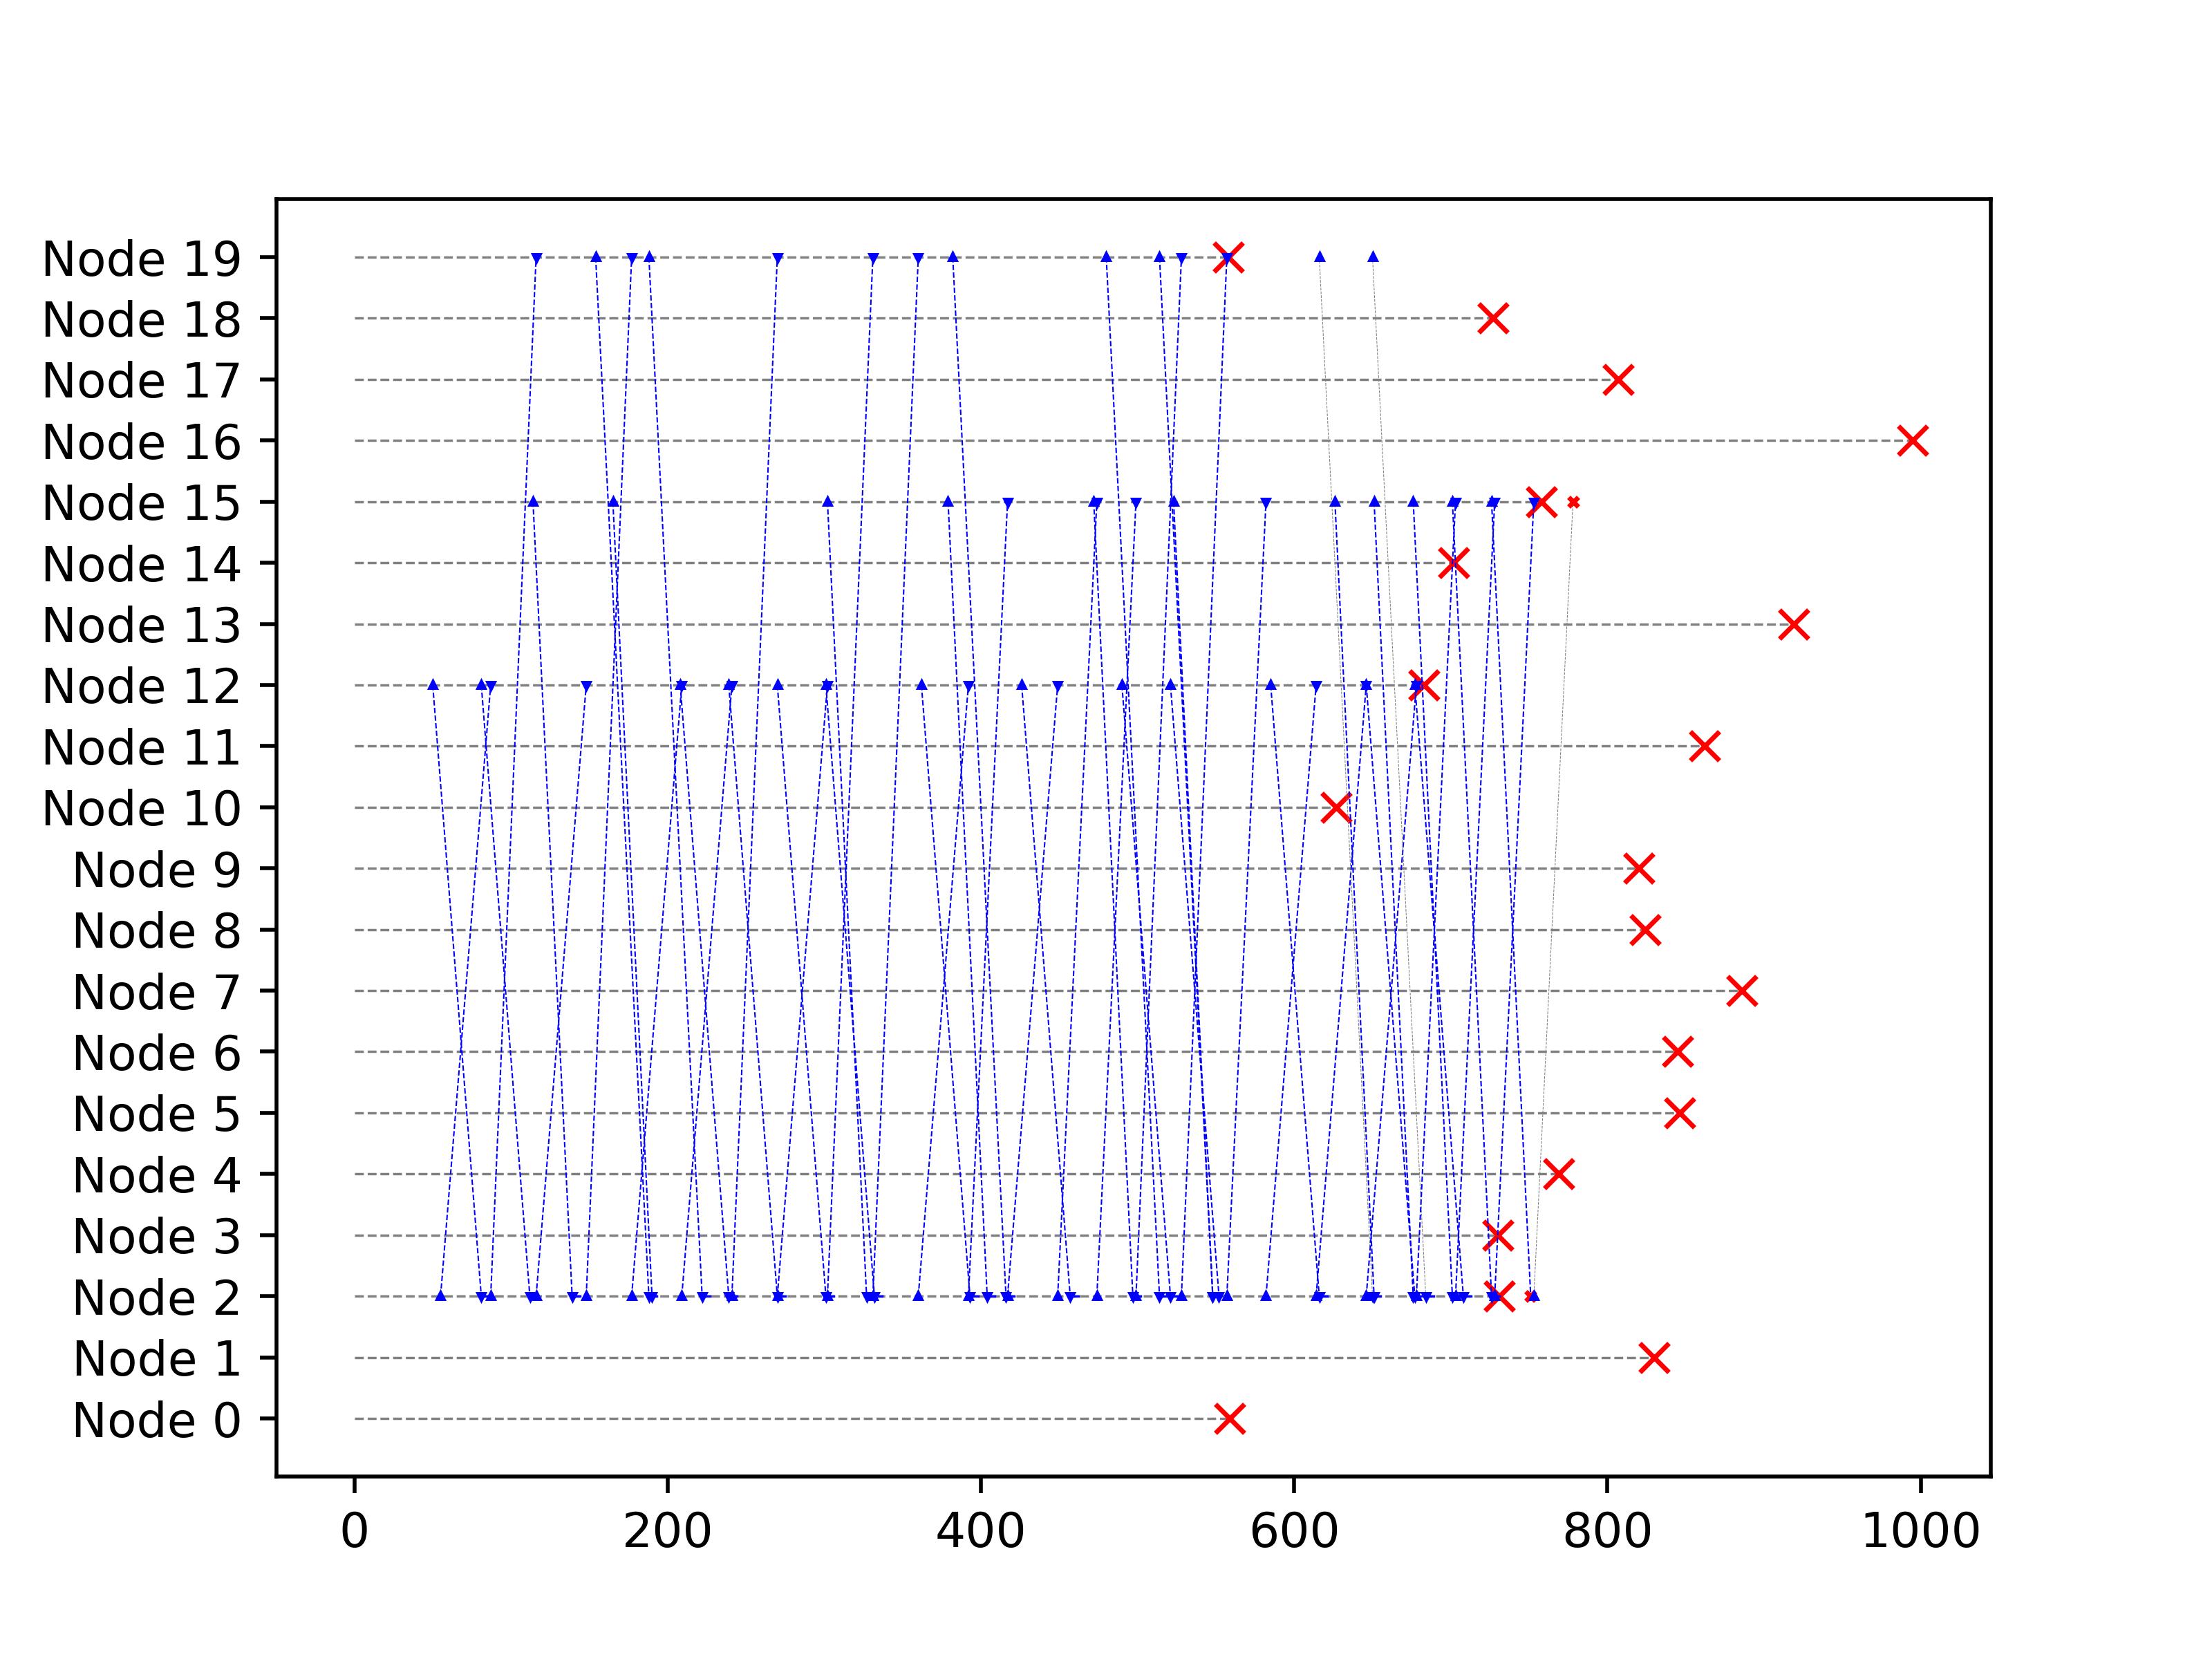 Node 19
Node 18
Node 17
Node 16
Node 15
Node 14
Node 13
Node 12
Node 11
Node 10
Node 9
Node 8
Node 7
Node 6
Node 5
Node 4
Node 3
Node 2
Node 1
Node 0
0 200 400 600 800 1000